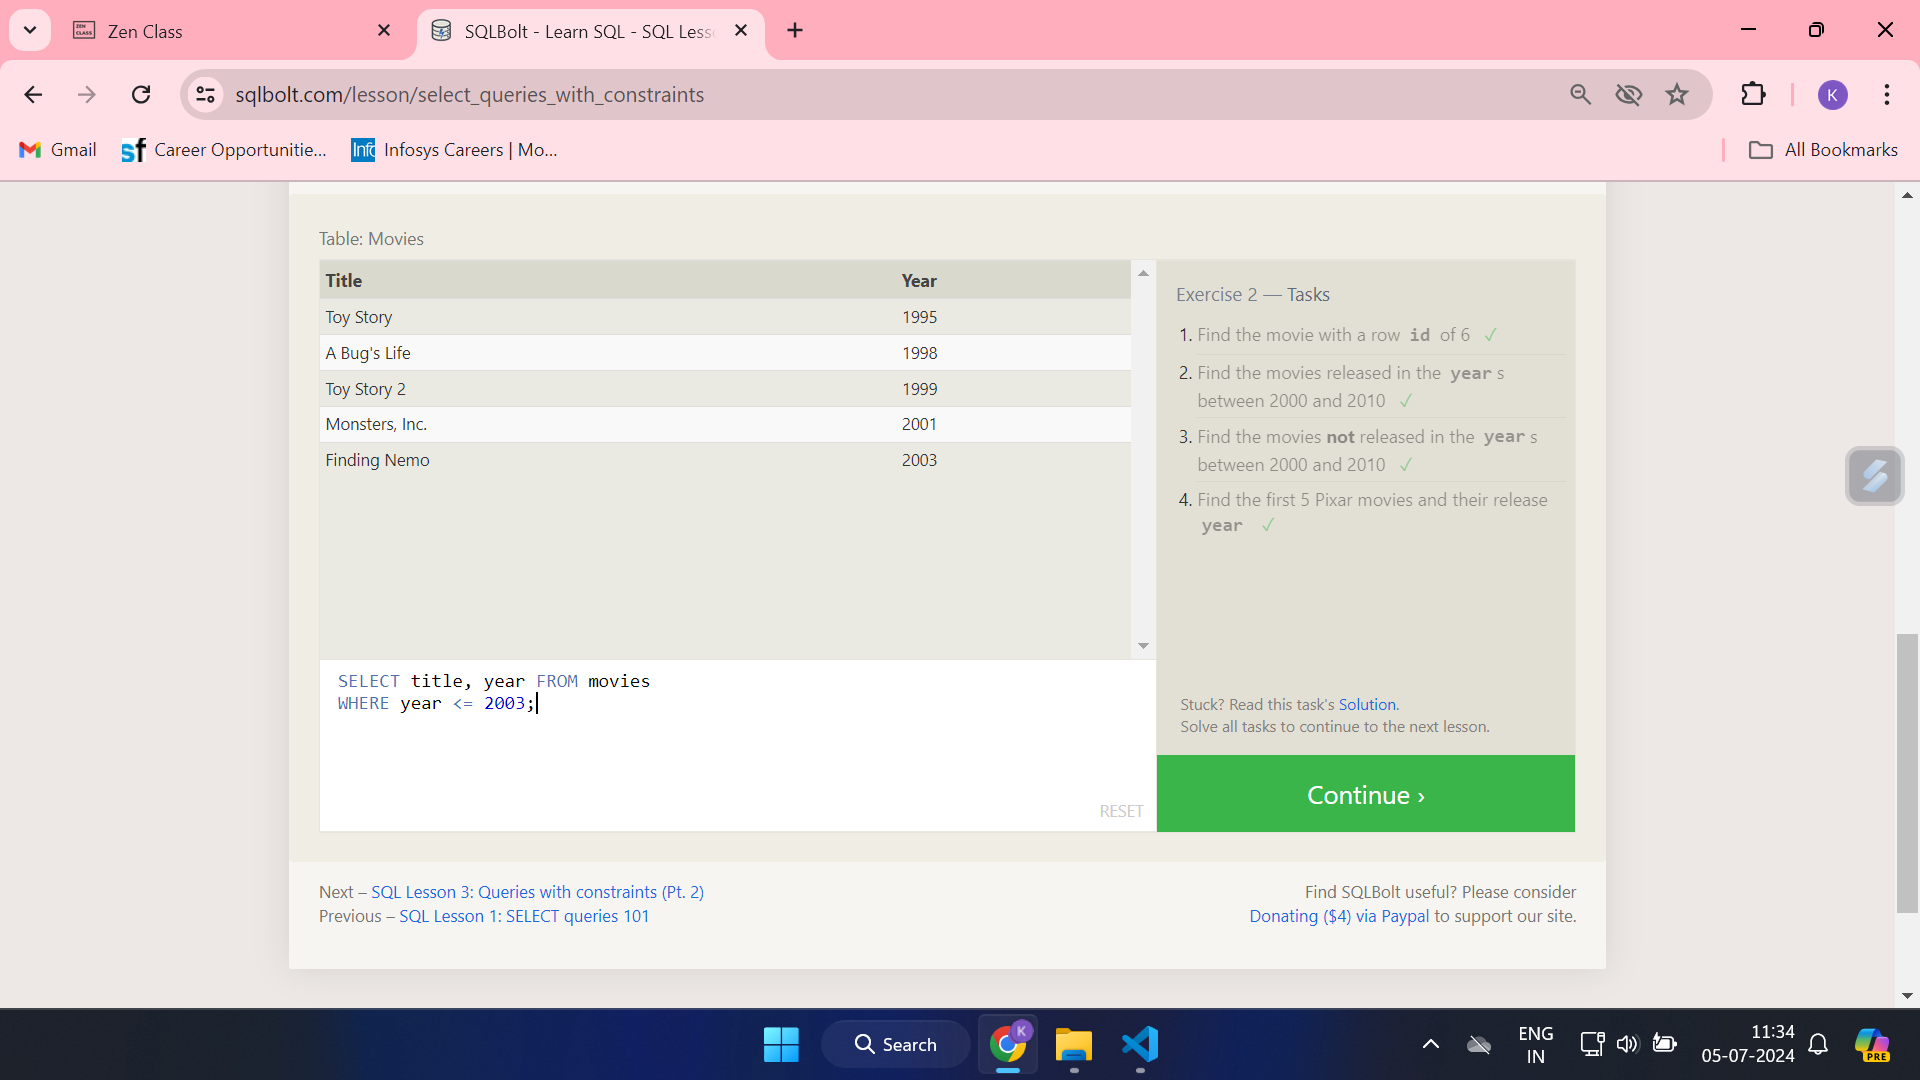 ZEN CLASS
Zen Class
SQLBolt - Learn SQL - SQL Less
sqlbolt.com/lesson/select_queries_with_constraints
K
Gmail
sf Career Opportunitie...
Info Infosys Careers | Mo...
All Bookmarks
Table: Movies
Title Year
Toy Story 1995
A Bug's Life 1998
Toy Story 2 1999
Monsters, Inc. 2001
Finding Nemo 2003
Exercise 2 — Tasks
1. Find the movie with a row id of 6 ✓
2. Find the movies released in the year s
between 2000 and 2010 ✓
3. Find the movies not released in the year s
between 2000 and 2010 ✓
4. Find the first 5 Pixar movies and their release
year ✓
SELECT title, year FROM movies
WHERE year <= 2003;
RESET
Stuck? Read this task's Solution.
Solve all tasks to continue to the next lesson.
Continue ›
Next – SQL Lesson 3: Queries with constraints (Pt. 2)
Previous – SQL Lesson 1: SELECT queries 101
Find SQLBolt useful? Please consider
Donating ($4) via Paypal to support our site.
Search
K
ENG
IN
11:34
05-07-2024
PRE